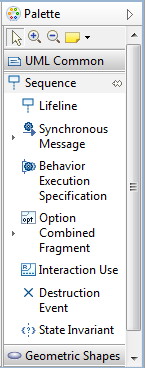 Palette
UML Common
Sequence
Lifeline
Synchronous
Message
Behavior
Execution
Specification
opt
Option
Combined
Fragment
Interaction Use
Destruction
Event
State Invariant
Geometric Shapes